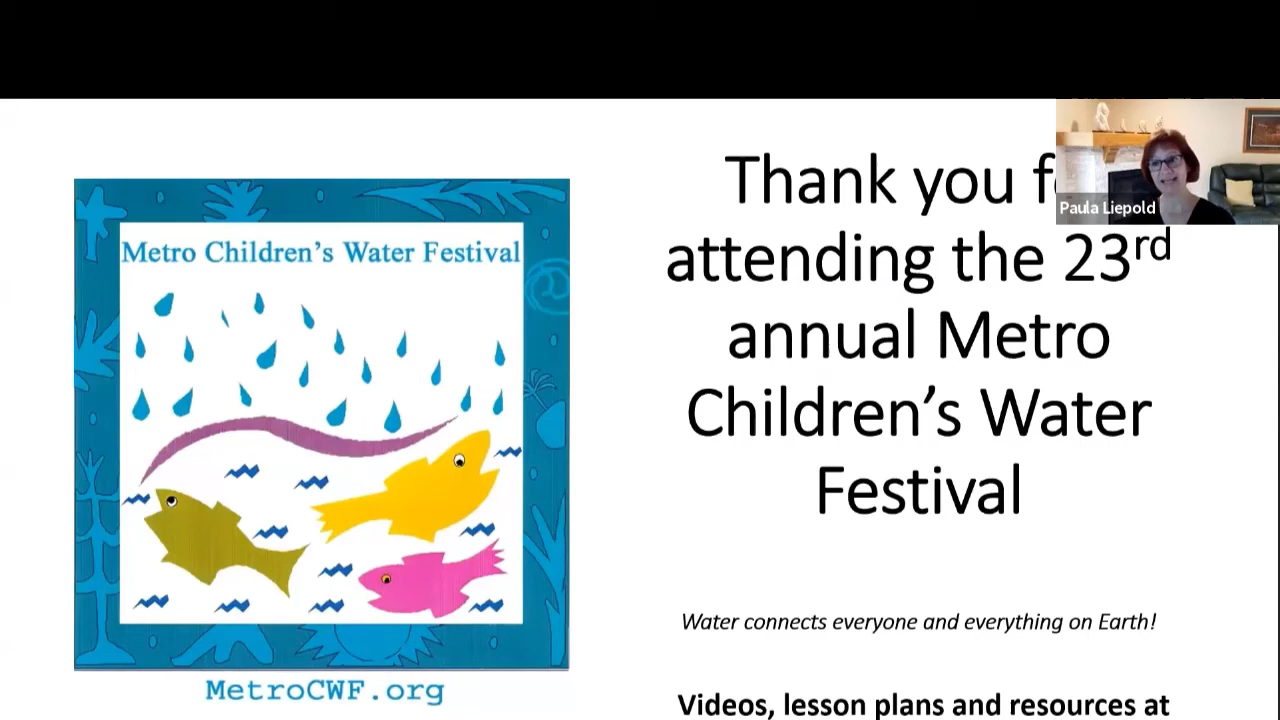 Metro Children's Water Festival
MetroCWF.org
Thank you
attending the 23rd
annual Metro
Children's Water
Festival
Water connects everyone and everything on Earth!
Videos, lesson plans and resources at
Paula Liepold